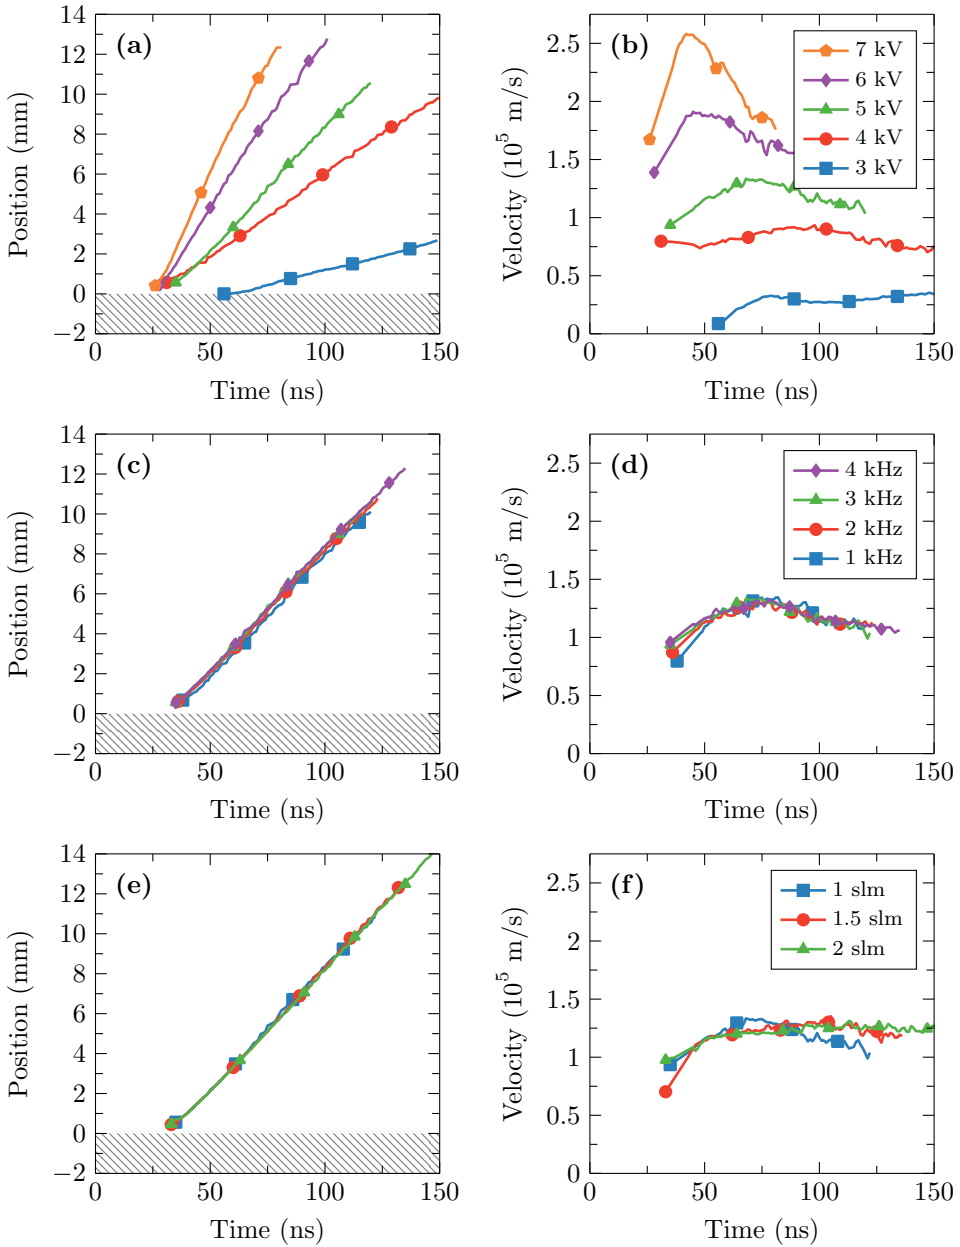 14
12
10
8
6
4
2
0
−2
0
50
100
150
Position (mm)
Time (ns)
(a)
2.5
2
1.5
1
0.5
0
0
50
100
150
Velocity (10⁵ m/s)
Time (ns)
(b)
7 kV
6 kV
5 kV
4 kV
3 kV
14
12
10
8
6
4
2
0
−2
0
50
100
150
Position (mm)
Time (ns)
(c)
2.5
2
1.5
1
0.5
0
0
50
100
150
Velocity (10⁵ m/s)
Time (ns)
(d)
4 kHz
3 kHz
2 kHz
1 kHz
14
12
10
8
6
4
2
0
−2
0
50
100
150
Position (mm)
Time (ns)
(e)
2.5
2
1.5
1
0.5
0
0
50
100
150
Velocity (10⁵ m/s)
Time (ns)
(f)
1 slm
1.5 slm
2 slm